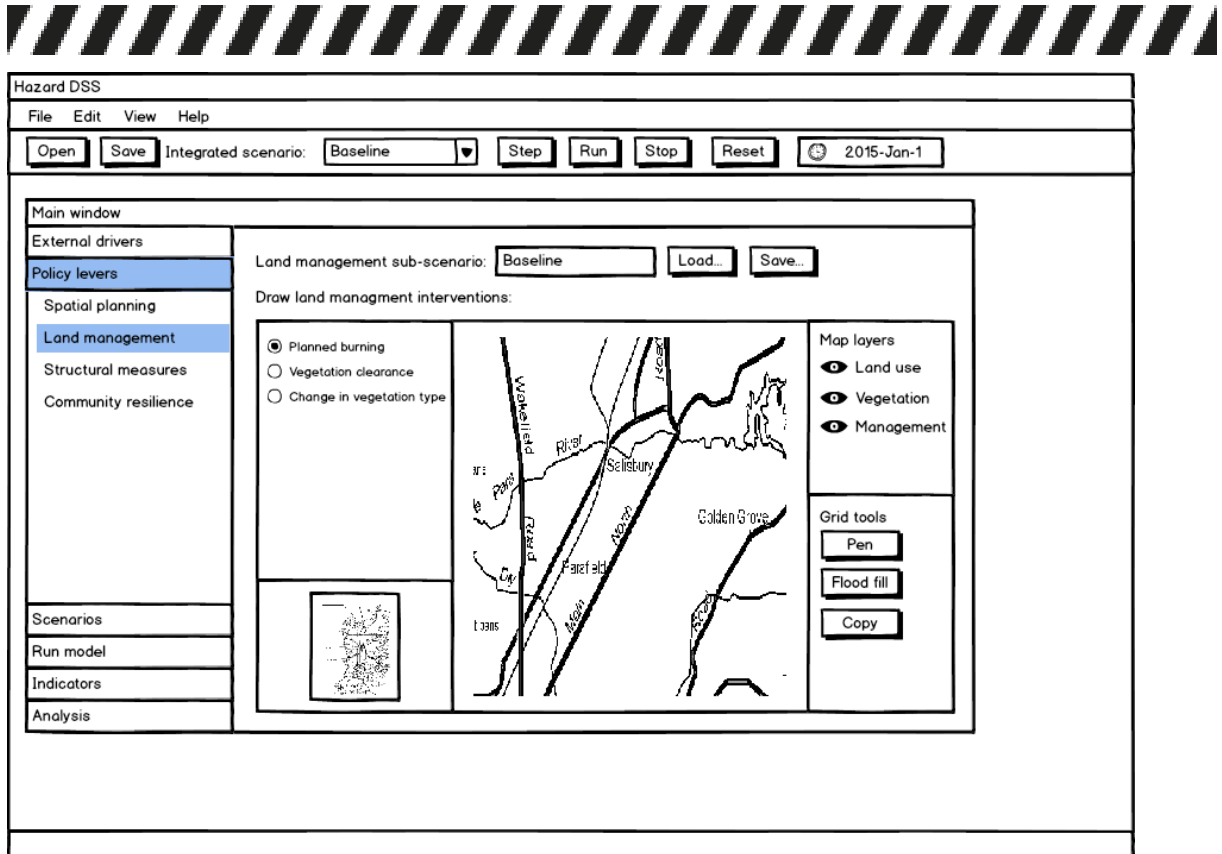 Hazard DSS
File Edit View Help
Open Save Integrated scenario: Baseline Step Run Stop Reset 2015-Jan-1
Main window
External drivers
Policy levers
Spatial planning
Land management
Structural measures
Community resilience
Scenarios
Run model
Indicators
Analysis
Land management sub-scenario: Baseline Load... Save...
Draw land managment interventions:
Planned burning
Vegetation clearance
Change in vegetation type
Wakefield
Road
Road
River
Para
Salisbury
Golden Grove
North
Parafield
Main
Road
Map layers
Land use
Vegetation
Management
Grid tools
Pen
Flood fill
Copy